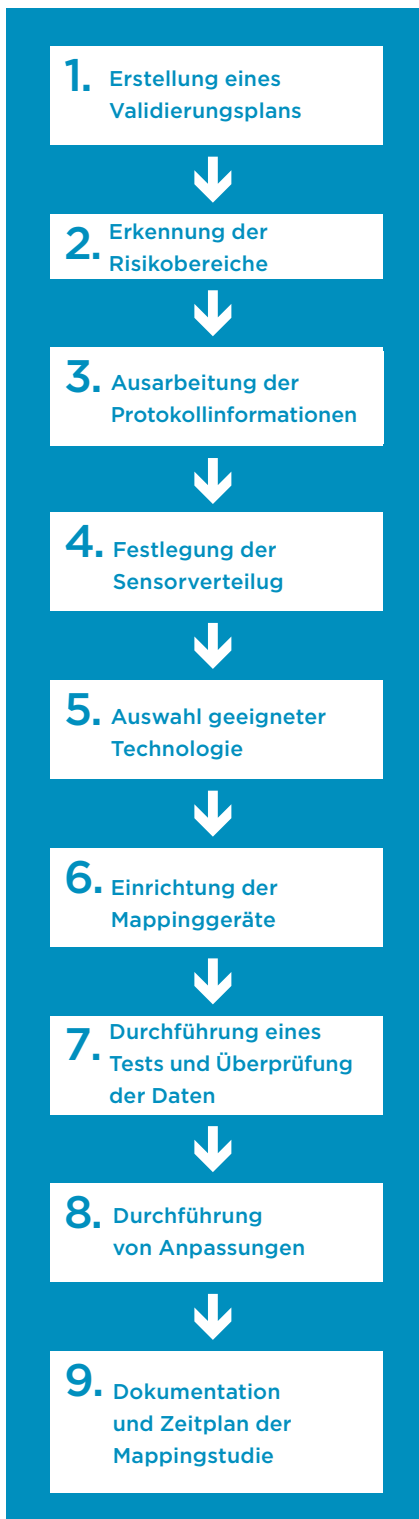 1. Erstellung eines
Validierungsplans
2. Erkennung der
Risikobereiche
3. Ausarbeitung der
Protokollinformationen
4. Festlegung der
Sensorverteilug
5. Auswahl geeigneter
Technologie
6. Einrichtung der
Mappinggeräte
7. Durchführung eines
Tests und Überprüfung
der Daten
8. Durchführung
von Anpassungen
9. Dokumentation
und Zeitplan der
Mappingstudie